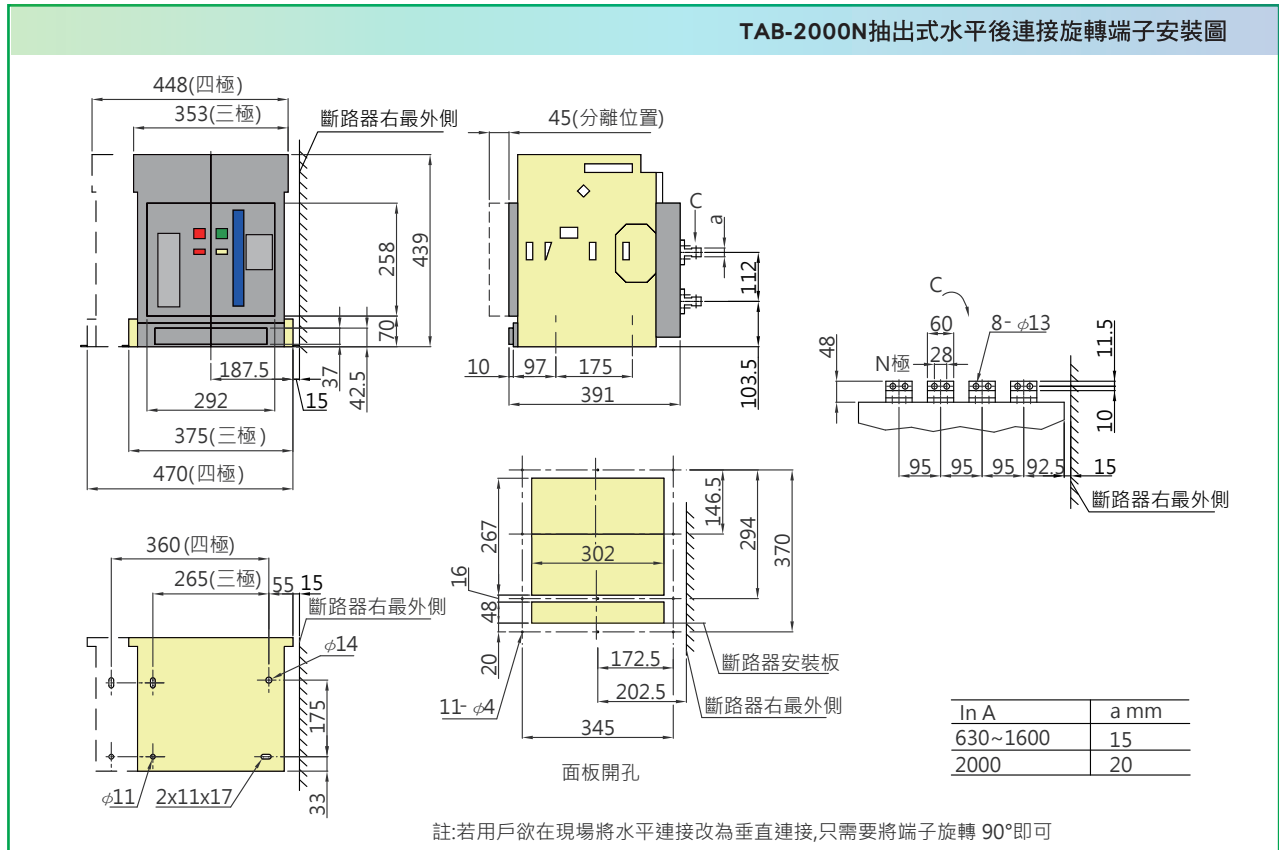 TAB-2000N抽出式水平後連接旋轉端子安裝圖
448(四極)
353(三極)
斷路器右最外側
258
439
70
187.5
37
42.5
15
292
375(三極)
470(四極)
45(分離位置)
C
a
112
103.5
10
97
175
391
C
60
8-ϕ13
N極
28
48
11.5
10
95
95
95
92.5
15
斷路器右最外側
360(四極)
265(三極)
55
15
斷路器右最外側
ϕ14
175
33
ϕ11
2x11x17
146.5
294
370
267
302
16
48
20
172.5
202.5
斷路器安裝板
斷路器右最外側
11-ϕ4
345
面板開孔
In A
a mm
630~1600
15
2000
20
註:若用戶欲在現場將水平連接改為垂直連接,只需要將端子旋轉 90°即可